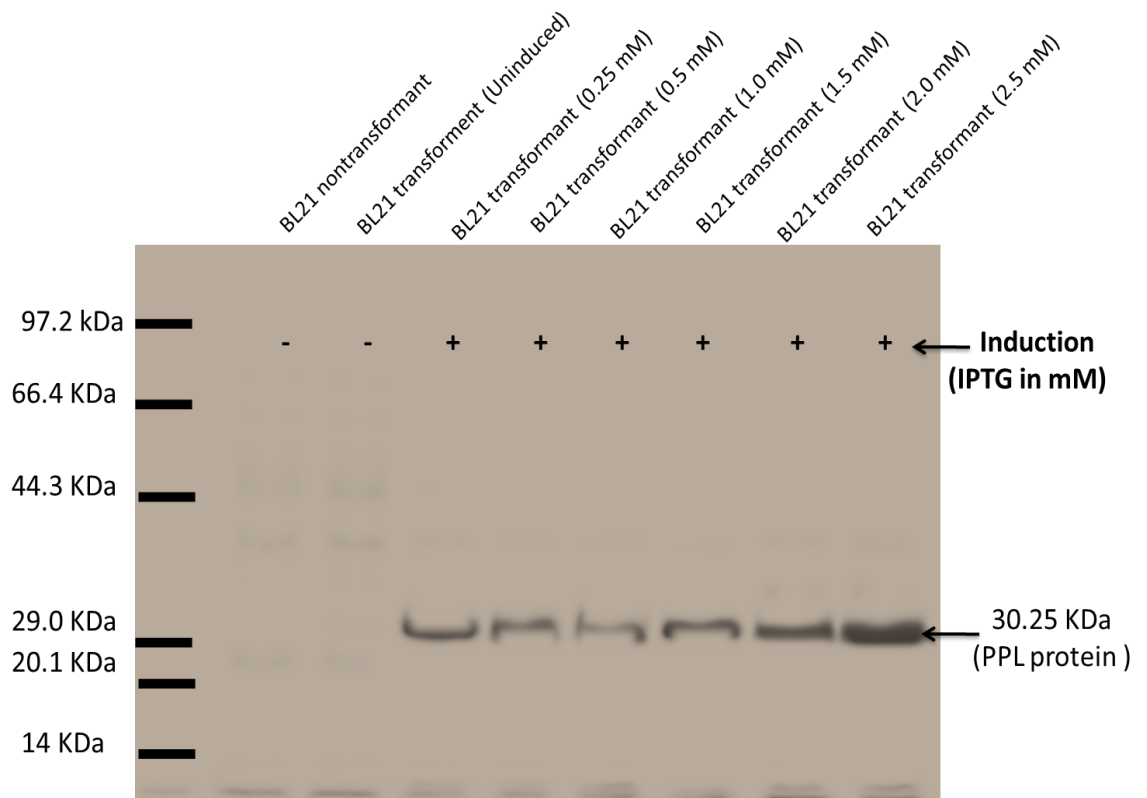 BL21 nontransformant
BL21 transforment (Uninduced)
BL21 transformant (0.25 mM)
BL21 transformant (0.5 mM)
BL21 transformant (1.0 mM)
BL21 transformant (1.5 mM)
BL21 transformant (2.0 mM)
BL21 transformant (2.5 mM)
97.2 kDa
- - + + + + + +
Induction
(IPTG in mM)
66.4 KDa
44.3 KDa
29.0 KDa
30.25 KDa
(PPL protein )
20.1 KDa
14 KDa